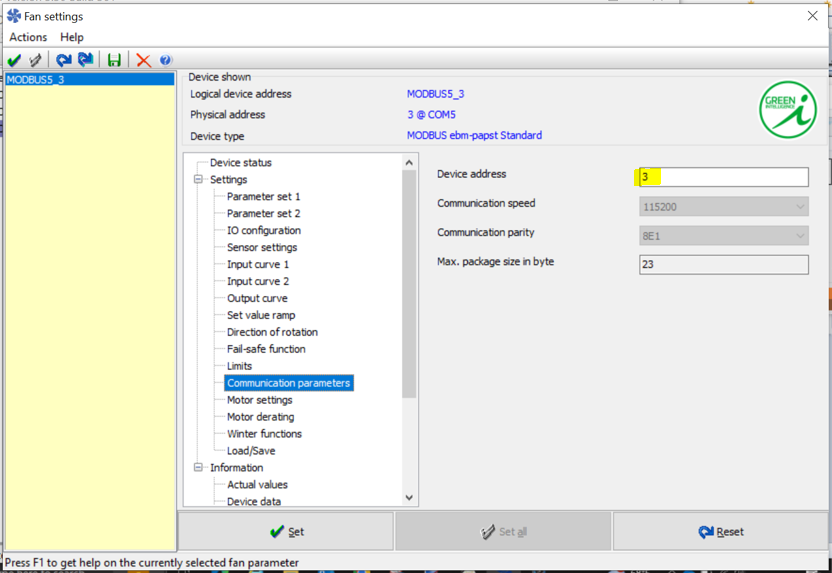 Fan settings
Actions Help
MODBUS5_3
Device shown
Logical device address MODBUS5_3
Physical address 3 @ COM5
Device type MODBUS ebm-papst Standard
GREEN
INTELLIGENCE
i
Device status
Settings
Parameter set 1
Parameter set 2
IO configuration
Sensor settings
Input curve 1
Input curve 2
Output curve
Set value ramp
Direction of rotation
Fail-safe function
Limits
Communication parameters
Motor settings
Motor derating
Winter functions
Load/Save
Information
Actual values
Device data
Device address 3
Communication speed 115200
Communication parity 8E1
Max. package size in byte 23
Set Set all Reset
Press F1 to get help on the currently selected fan parameter